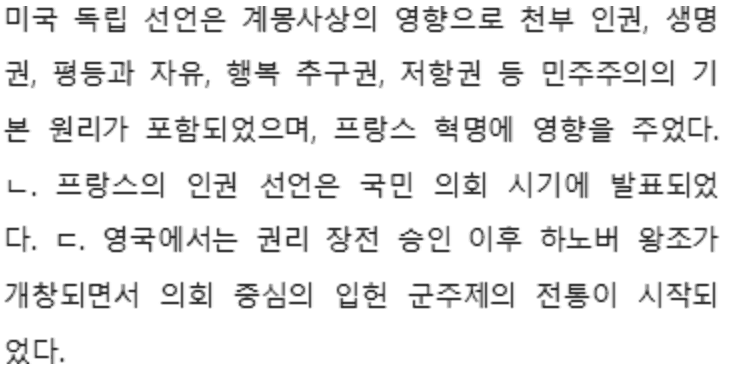 미국 독립 선언은 계몽사상의 영향으로 천부 인권, 생명
권, 평등과 자유, 행복 추구권, 저항권 등 민주주의의 기
본 원리가 포함되었으며, 프랑스 혁명에 영향을 주었다.
ㄴ. 프랑스의 인권 선언은 국민 의회 시기에 발표되었
다. ㄷ. 영국에서는 권리 장전 승인 이후 하노버 왕조가
개창되면서 의회 중심의 입헌 군주제의 전통이 시작되
었다.